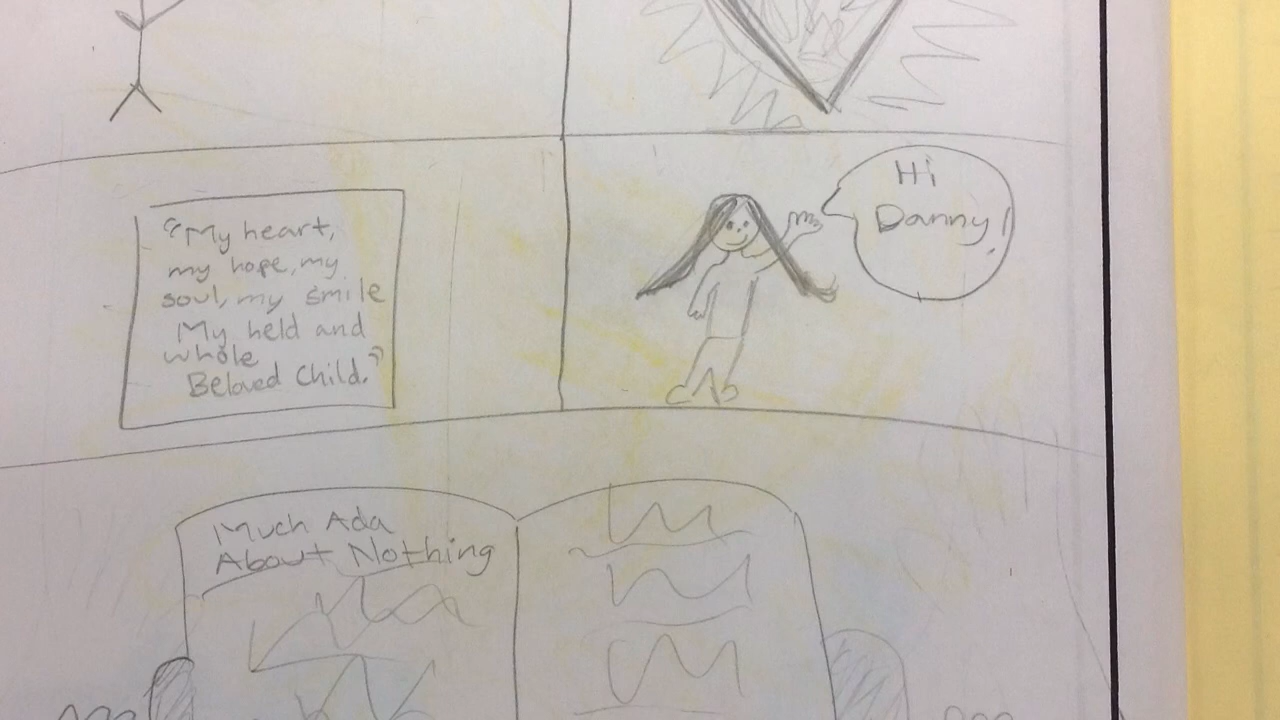 "My heart,
my hope, my
soul, my smile
My held and
whole
Beloved Child."
Hi
Danny!
Much Ada
About Nothing